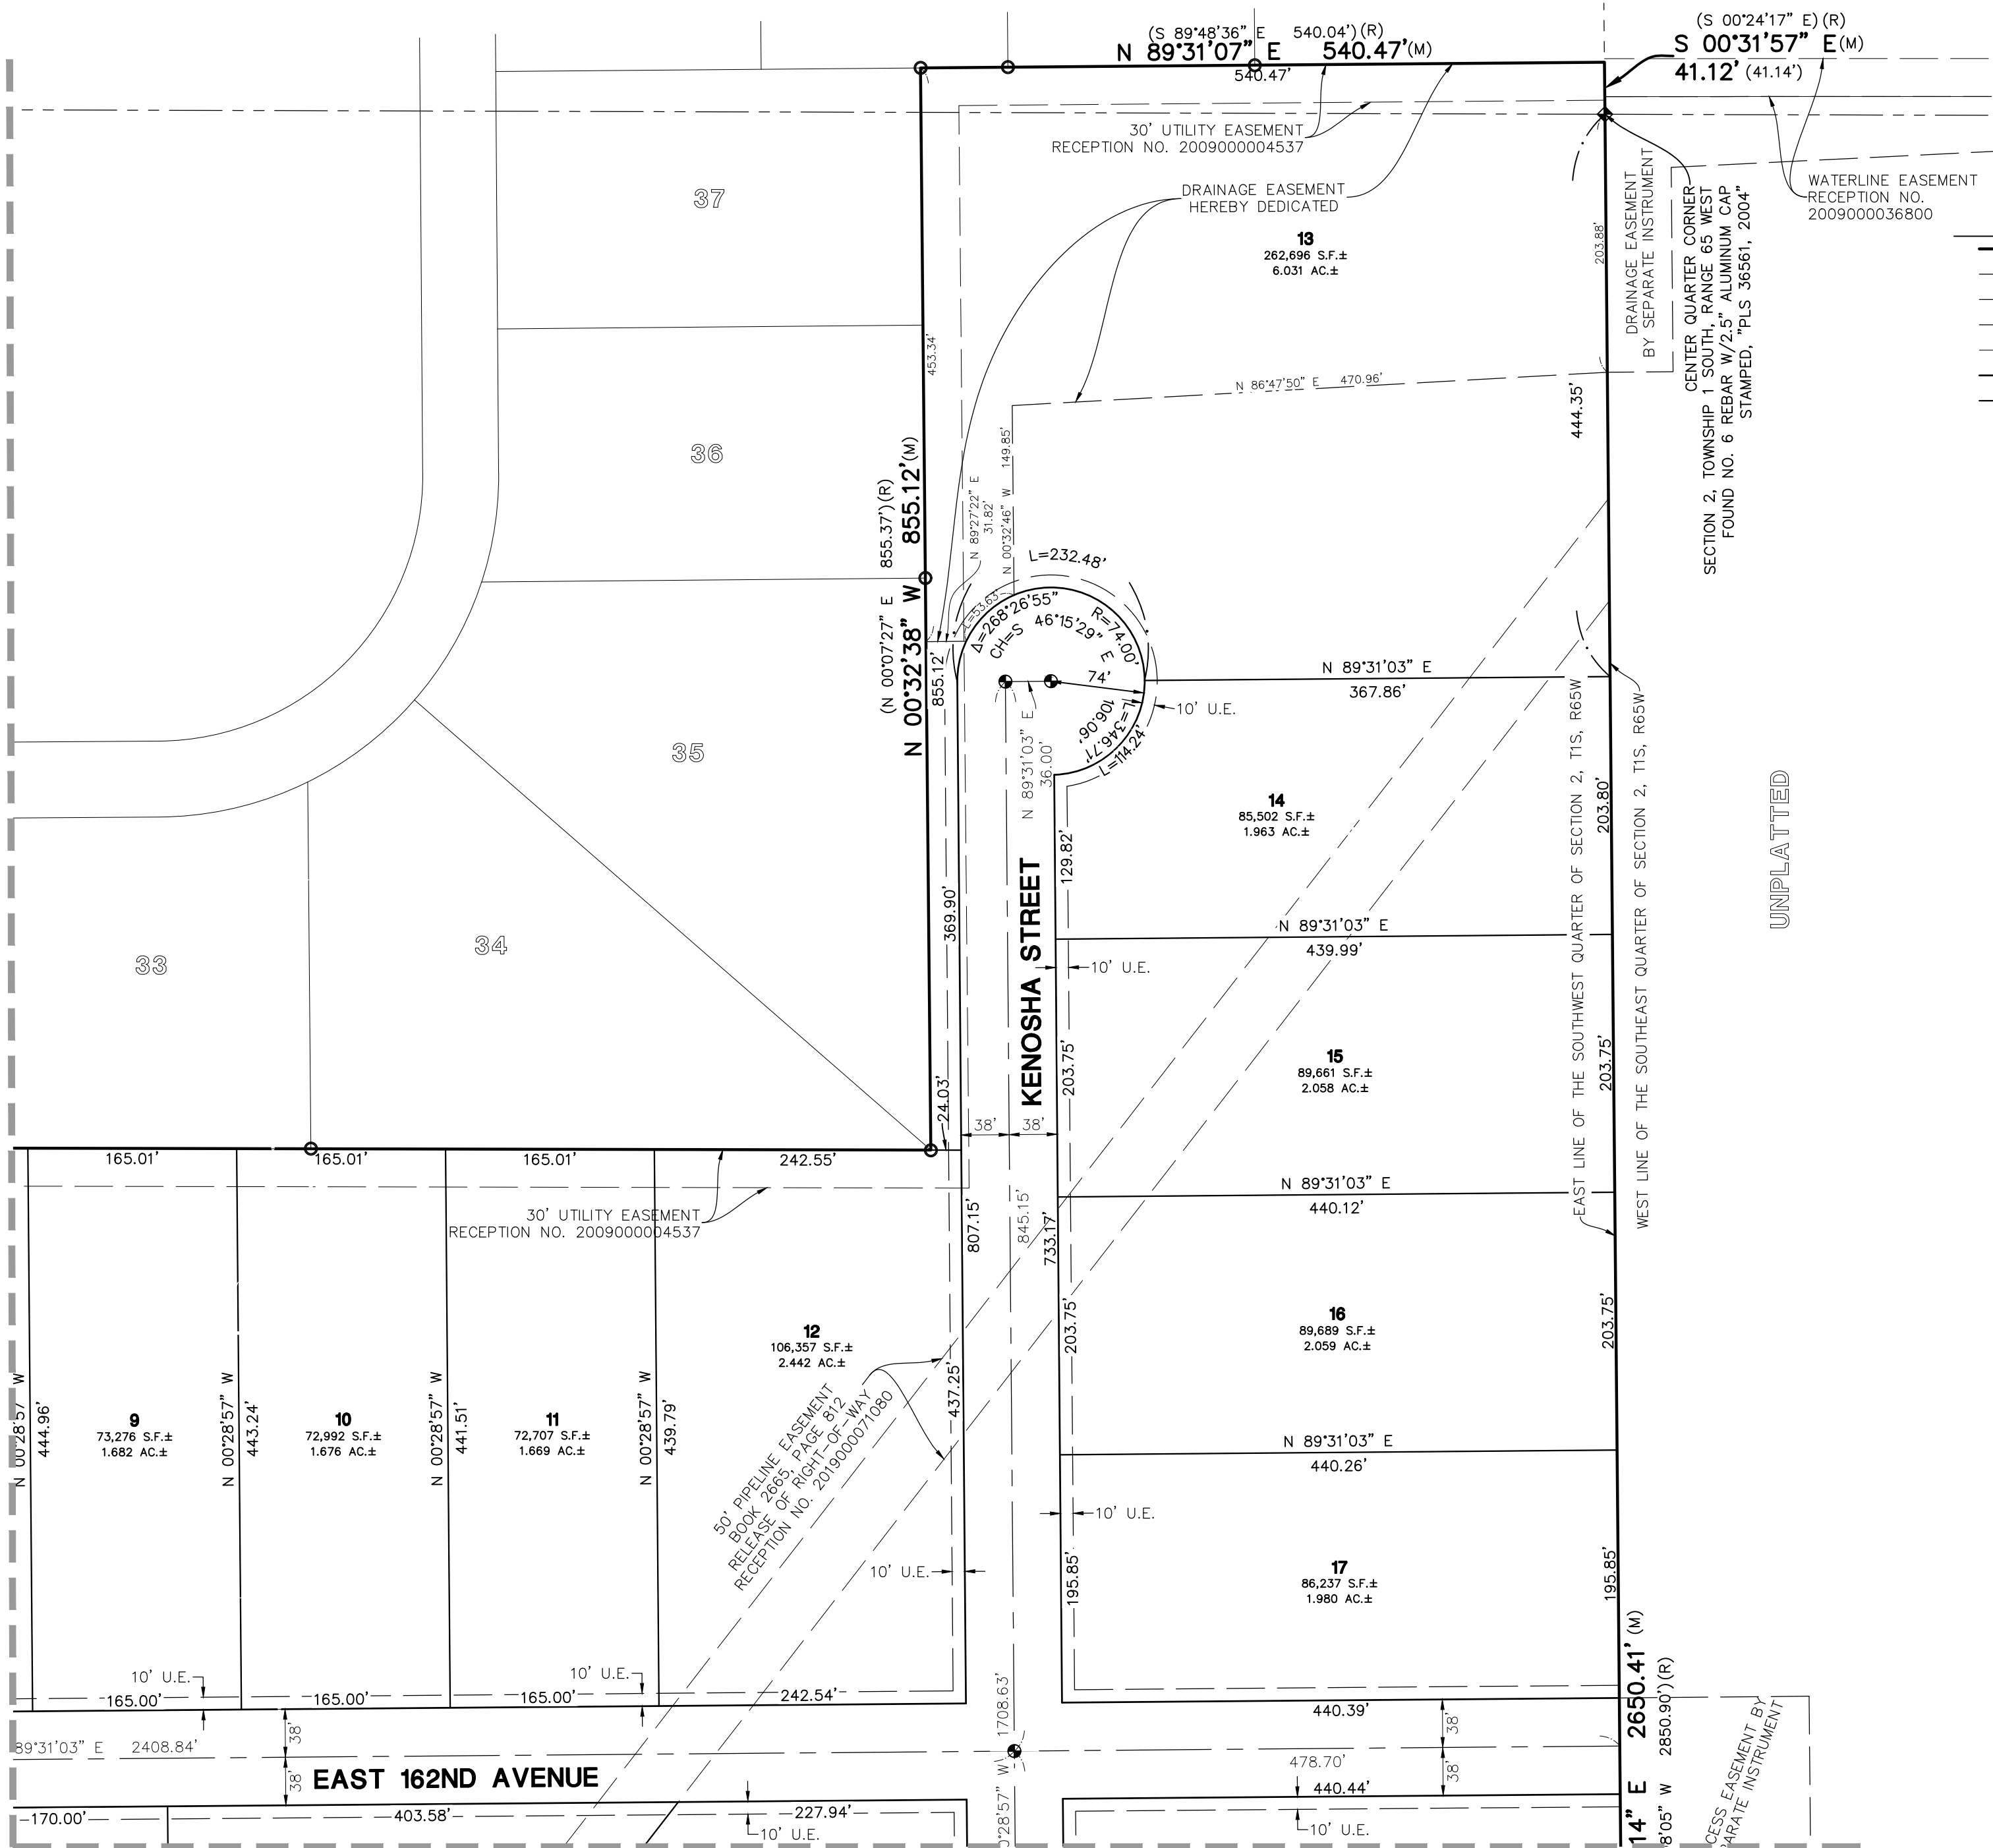 (S 89°48'36" E 540.04')(R)
N 89°31'07" E 540.47'(M)
540.47'
(S 00°24'17" E)(R)
S 00°31'57" E(M)
41.12' (41.14')
30' UTILITY EASEMENT
RECEPTION NO. 2009000004537
DRAINAGE EASEMENT
HEREBY DEDICATED
WATERLINE EASEMENT
RECEPTION NO.
2009000036800
DRAINAGE EASEMENT
BY SEPARATE INSTRUMENT
CENTER QUARTER CORNER
SECTION 2, TOWNSHIP 1 SOUTH, RANGE 65 WEST
FOUND NO. 6 REBAR W/2.5" ALUMINUM CAP
STAMPED, "PLS 36561, 2004"
37
13
262,696 S.F.±
6.031 AC.±
203.88'
453.34'
N 86°47'50" E 470.96'
444.35'
36
(N 00°07'27" E 855.37')(R)
N 00°32'38" W 855.12'(M)
855.12'
N 89°27'22" E
31.82'
N 00°32'46" W 149.85'
L=232.48'
L=53.63'
Δ=268°26'55"
R=74.00'
CH=S 46°15'29" E
74'
L=346.71'
106.06'
L=114.24'
10' U.E.
N 89°31'03" E
36.00'
N 89°31'03" E
367.86'
35
14
85,502 S.F.±
1.963 AC.±
203.80'
129.82'
EAST LINE OF THE SOUTHWEST QUARTER OF SECTION 2, T1S, R65W
WEST LINE OF THE SOUTHEAST QUARTER OF SECTION 2, T1S, R65W
UNPLATTED
33
34
369.90'
KENOSHA STREET
N 89°31'03" E
439.99'
10' U.E.
15
89,661 S.F.±
2.058 AC.±
203.75'
203.75'
24.03'
38'
38'
165.01'
165.01'
165.01'
242.55'
N 89°31'03" E
440.12'
30' UTILITY EASEMENT
RECEPTION NO. 2009000004537
807.15'
845.15'
733.17'
12
106,357 S.F.±
2.442 AC.±
16
89,689 S.F.±
2.059 AC.±
203.75'
203.75'
N 00°28'57" W
444.96'
9
73,276 S.F.±
1.682 AC.±
N 00°28'57" W
443.24'
10
72,992 S.F.±
1.676 AC.±
N 00°28'57" W
441.51'
11
72,707 S.F.±
1.669 AC.±
N 00°28'57" W
439.79'
437.25'
50' PIPELINE EASEMENT
BOOK 2665, PAGE 812
RELEASE OF RIGHT-OF-WAY
RECEPTION NO. 2019000071080
N 89°31'03" E
440.26'
10' U.E.
10' U.E.
17
86,237 S.F.±
1.980 AC.±
195.85'
195.85'
10' U.E.
10' U.E.
165.00'
165.00'
165.00'
242.54'
440.39'
38'
38'
38'
38'
89°31'03" E 2408.84'
EAST 162ND AVENUE
1708.63'
0°28'57" W
478.70'
440.44'
10' U.E.
170.00'
403.58'
227.94'
10' U.E.
14" E 2650.41' (M)
8'05" W 2850.90')(R)
CESS EASEMENT BY
PARATE INSTRUMENT